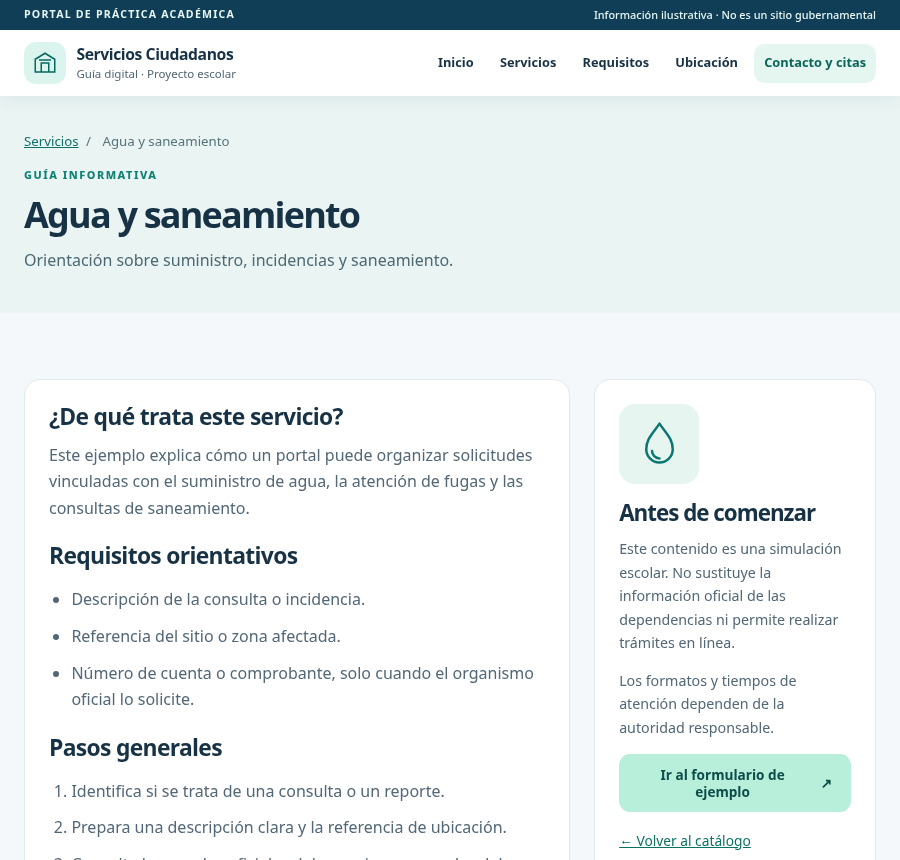 PORTAL DE PRÁCTICA ACADÉMICA
Información ilustrativa · No es un sitio gubernamental
Servicios Ciudadanos
Guía digital · Proyecto escolar
Inicio
Servicios
Requisitos
Ubicación
Contacto y citas
Servicios / Agua y saneamiento
GUÍA INFORMATIVA
Agua y saneamiento
Orientación sobre suministro, incidencias y saneamiento.
¿De qué trata este servicio?
Este ejemplo explica cómo un portal puede organizar solicitudes
vinculadas con el suministro de agua, la atención de fugas y las
consultas de saneamiento.
Requisitos orientativos
• Descripción de la consulta o incidencia.
• Referencia del sitio o zona afectada.
• Número de cuenta o comprobante, solo cuando el organismo
oficial lo solicite.
Pasos generales
1. Identifica si se trata de una consulta o un reporte.
2. Prepara una descripción clara y la referencia de ubicación.
Antes de comenzar
Este contenido es una simulación
escolar. No sustituye la
información oficial de las
dependencias ni permite realizar
trámites en línea.
Los formatos y tiempos de
atención dependen de la
autoridad responsable.
Ir al formulario de
ejemplo ↗
← Volver al catálogo